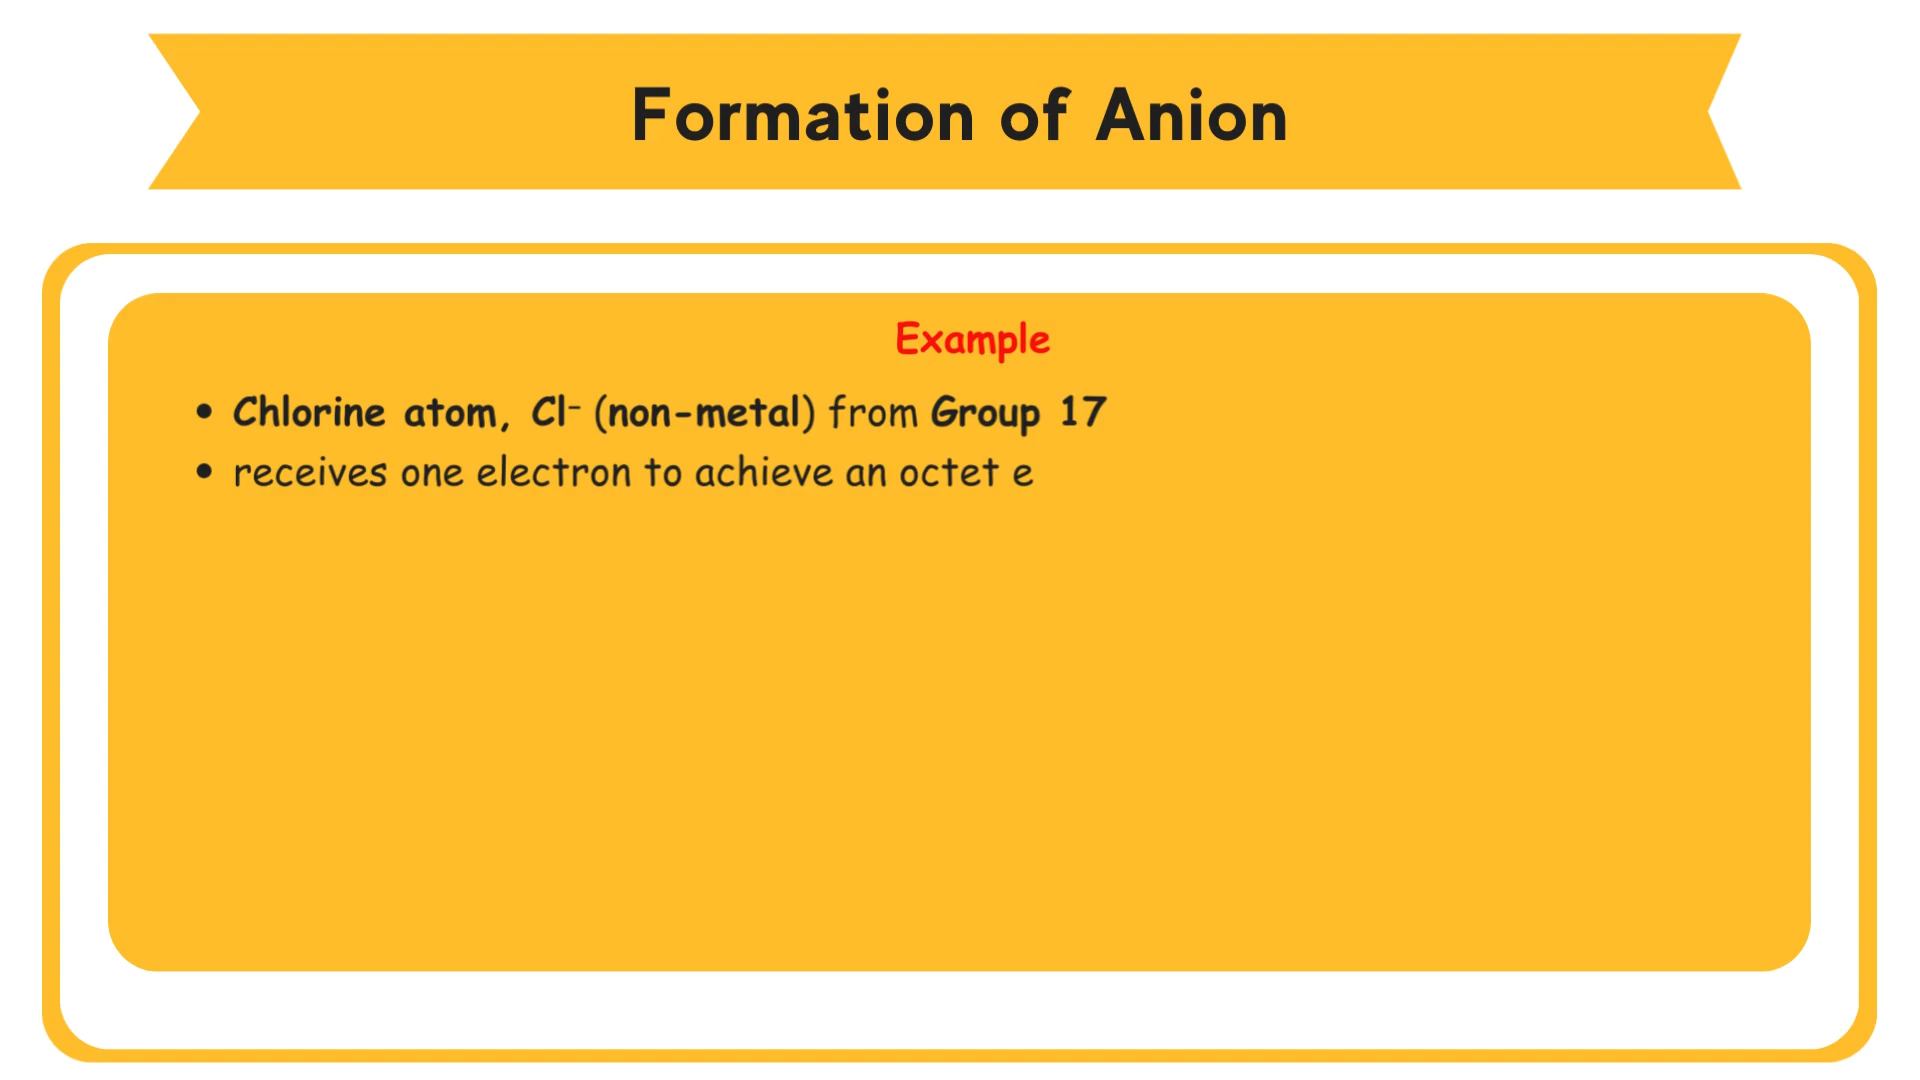 Formation of Anion
Example
• Chlorine atom, Cl⁻ (non-metal) from Group 17
• receives one electron to achieve an octet e